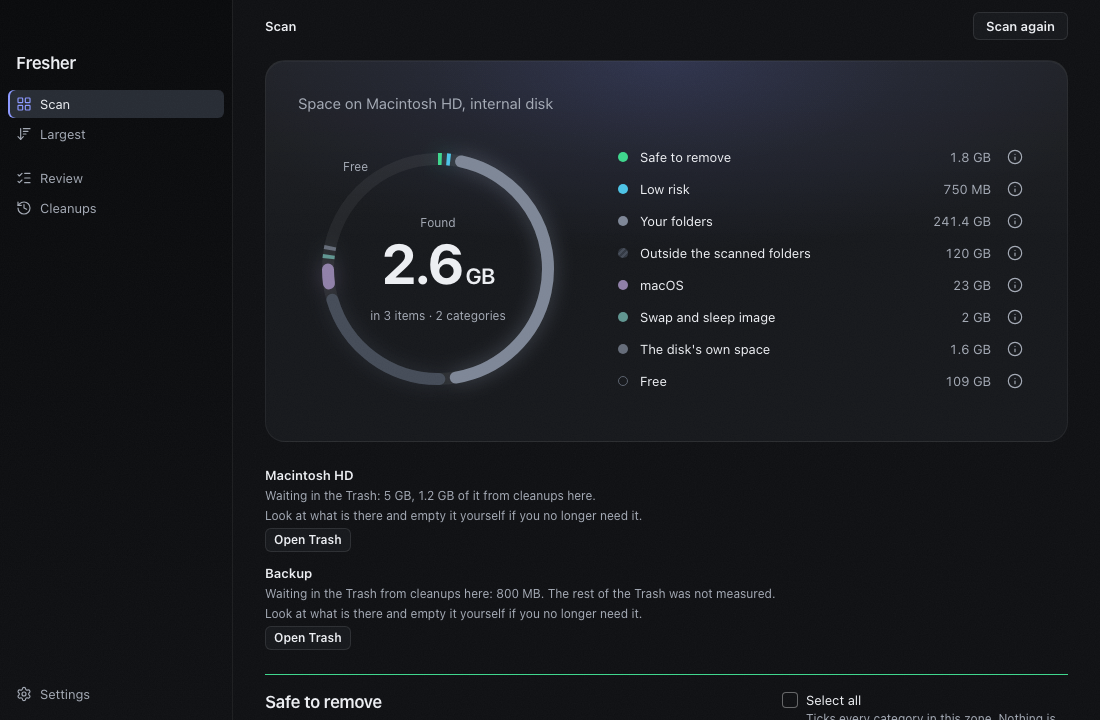 Fresher
Scan
Largest
Review
Cleanups
Settings
Scan
Scan again
Space on Macintosh HD, internal disk
Free
Found
2.6 GB
in 3 items · 2 categories
Safe to remove 1.8 GB
Low risk 750 MB
Your folders 241.4 GB
Outside the scanned folders 120 GB
macOS 23 GB
Swap and sleep image 2 GB
The disk's own space 1.6 GB
Free 109 GB
Macintosh HD
Waiting in the Trash: 5 GB, 1.2 GB of it from cleanups here.
Look at what is there and empty it yourself if you no longer need it.
Open Trash
Backup
Waiting in the Trash from cleanups here: 800 MB. The rest of the Trash was not measured.
Look at what is there and empty it yourself if you no longer need it.
Open Trash
Safe to remove
Select all
Ticks every category in this zone. Nothing is